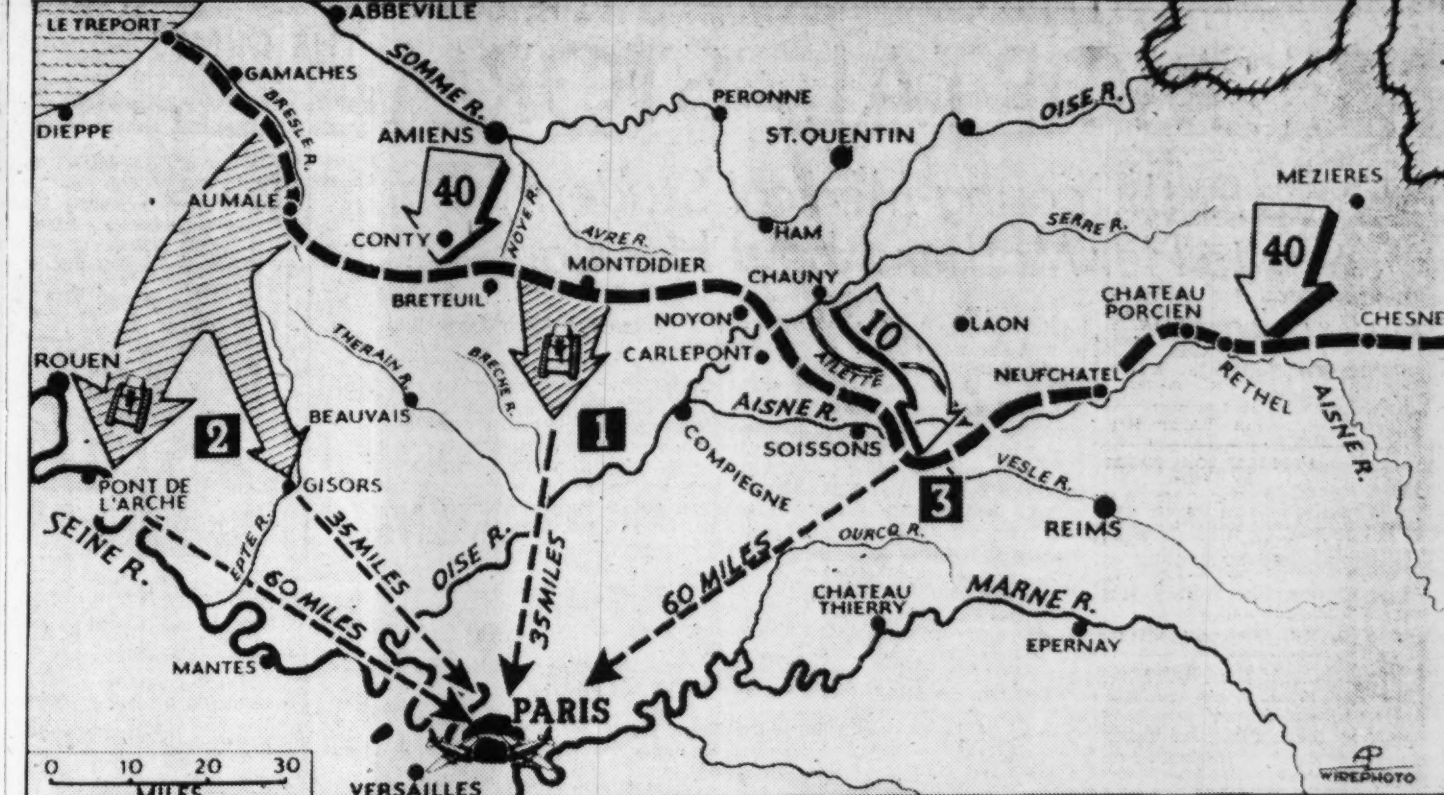 LE TREPORT
ABBEVILLE
GAMACHES
DIEPPE
BRESLE R.
SOMME R.
AMIENS
PERONNE
ST. QUENTIN
OISE R.
MEZIERES
AUMALE
40
CONTY
NOYE R.
AVRE R.
HAM
SERRE R.
40
BRETEUIL
MONTDIDIER
CHAUNY
10
LAON
CHATEAU
PORCIEN
CHESNE
NOYON
CARLEPONT
AILETTE
NEUFCHATEL
RETHEL
AISNE R.
ROUEN
THERAIN R.
BRECHE R.
BEAUVAIS
2
1
AISNE R.
SOISSONS
COMPIEGNE
VESLE R.
3
REIMS
PONT DE
L'ARCHE
GISORS
SEINE R.
EPTE R.
35 MILES
60 MILES
OISE R.
35 MILES
60 MILES
OURCQ R.
CHATEAU
THIERRY
MARNE R.
EPERNAY
MANTES
PARIS
VERSAILLES
0 10 20 30
MILES
AP
WIREPHOTO